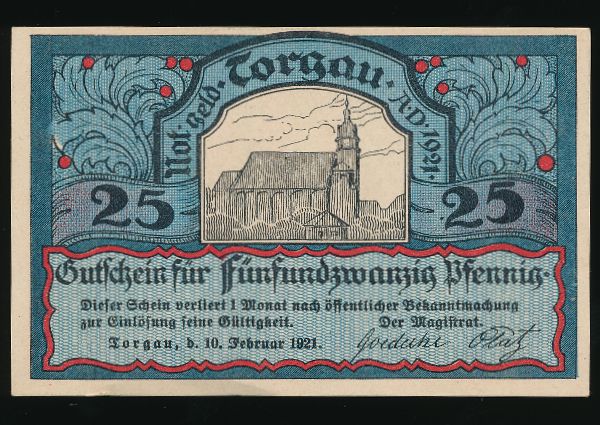 Notgeld. Torgau. A.D. 1921.
25 25
Gutschein für Fünfundzwanzig Pfennig.
Dieser Schein verliert 1 Monat nach öffentlicher Bekanntmachung
zur Einlösung seine Gültigkeit. Der Magistrat.
Torgau, d. 10. Februar 1921.